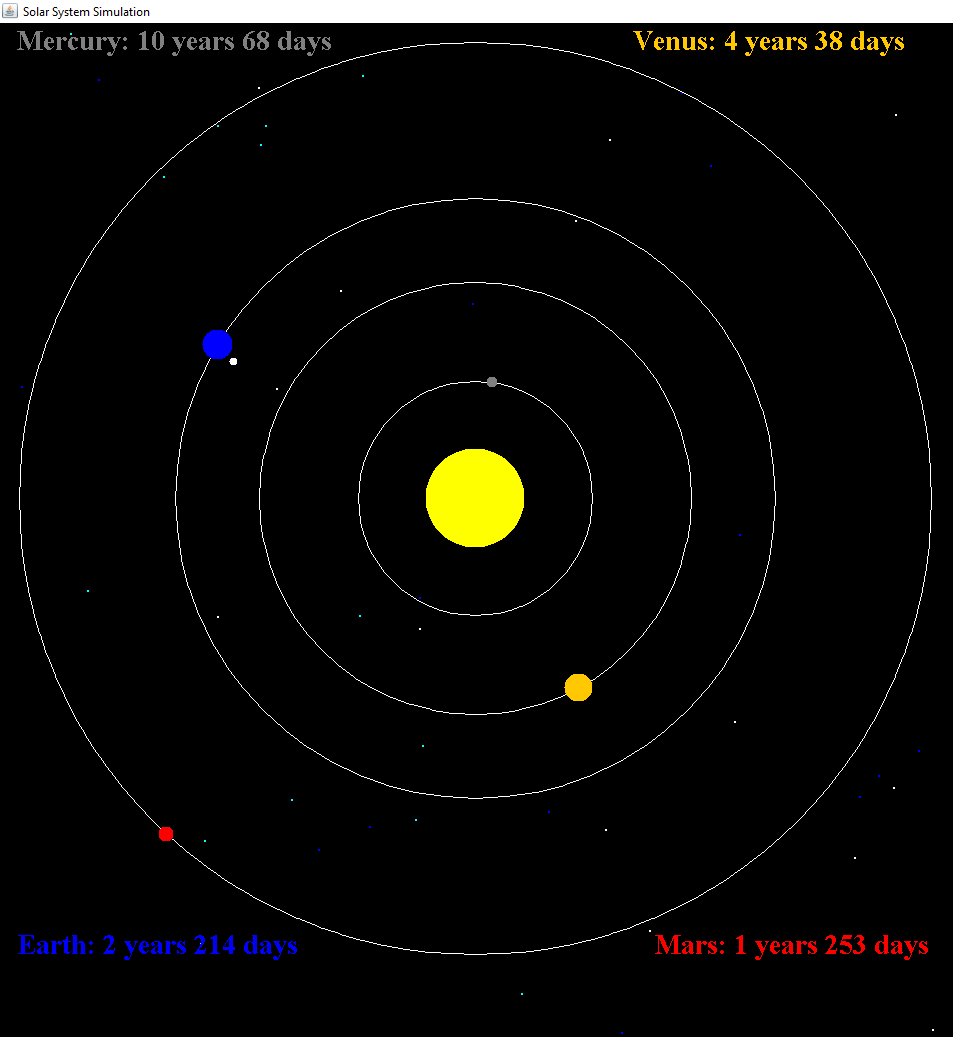 Solar System Simulation
Mercury: 10 years 68 days
Venus: 4 years 38 days
Earth: 2 years 214 days
Mars: 1 years 253 days